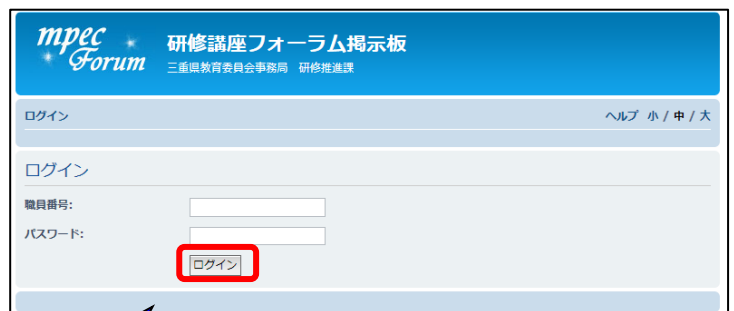 mpec
Forum
研修講座フォーラム掲示板
三重県教育委員会事務局 研修推進課
ログイン
ヘルプ 小 / 中 / 大
ログイン
職員番号:
パスワード:
ログイン